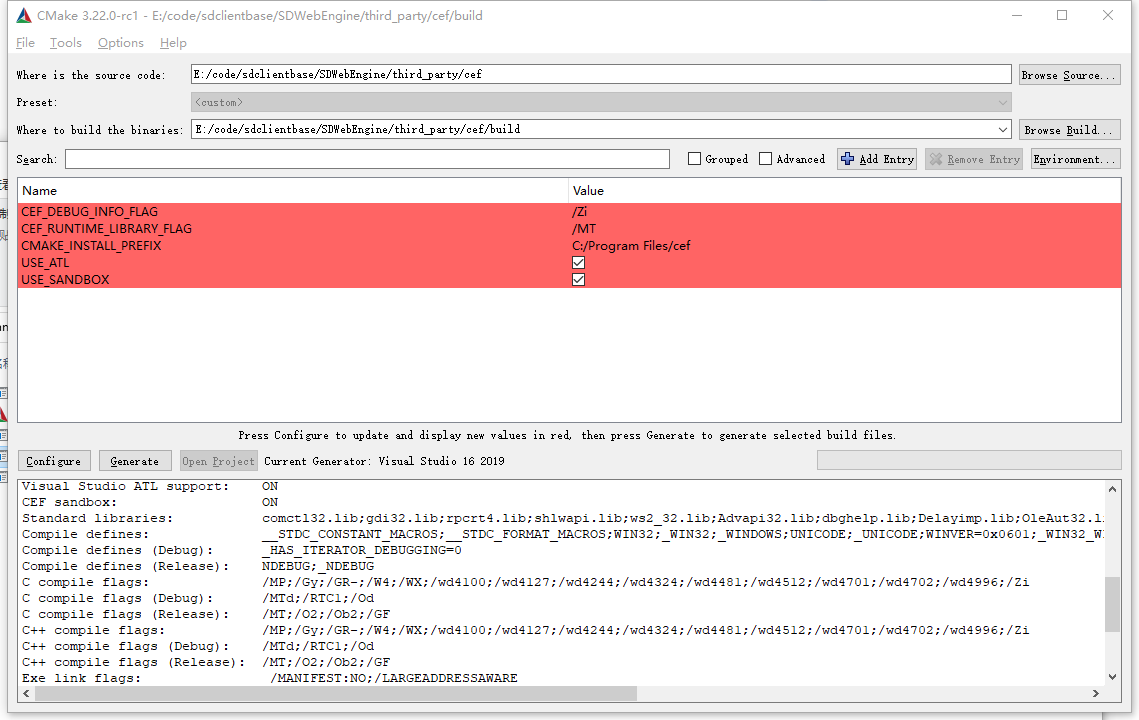 CMake 3.22.0-rc1 - E:/code/sdclientbase/SDWebEngine/third_party/cef/build
File Tools Options Help
Where is the source code: E:/code/sdclientbase/SDWebEngine/third_party/cef Browse Source...
Preset: <custom>
Where to build the binaries: E:/code/sdclientbase/SDWebEngine/third_party/cef/build Browse Build...
Search: Grouped Advanced Add Entry Remove Entry Environment...
Name Value
CEF_DEBUG_INFO_FLAG /Zi
CEF_RUNTIME_LIBRARY_FLAG /MT
CMAKE_INSTALL_PREFIX C:/Program Files/cef
USE_ATL
USE_SANDBOX
Press Configure to update and display new values in red, then press Generate to generate selected build files.
Configure Generate Open Project Current Generator: Visual Studio 16 2019
Visual Studio ATL support: ON
CEF sandbox: ON
Standard libraries: comctl32.lib;gdi32.lib;rpcrt4.lib;shlwapi.lib;ws2_32.lib;Advapi32.lib;dbghelp.lib;Delayimp.lib;OleAut32.li
Compile defines: __STDC_CONSTANT_MACROS;__STDC_FORMAT_MACROS;WIN32;_WIN32;_WINDOWS;UNICODE;_UNICODE;WINVER=0x0601;_WIN32_WI
Compile defines (Debug): _HAS_ITERATOR_DEBUGGING=0
Compile defines (Release): NDEBUG;_NDEBUG
C compile flags: /MP;/Gy;/GR-;/W4;/WX;/wd4100;/wd4127;/wd4244;/wd4324;/wd4481;/wd4512;/wd4701;/wd4702;/wd4996;/Zi
C compile flags (Debug): /MTd;/RTC1;/Od
C compile flags (Release): /MT;/O2;/Ob2;/GF
C++ compile flags: /MP;/Gy;/GR-;/W4;/WX;/wd4100;/wd4127;/wd4244;/wd4324;/wd4481;/wd4512;/wd4701;/wd4702;/wd4996;/Zi
C++ compile flags (Debug): /MTd;/RTC1;/Od
C++ compile flags (Release): /MT;/O2;/Ob2;/GF
Exe link flags: /MANIFEST:NO;/LARGEADDRESSAWARE